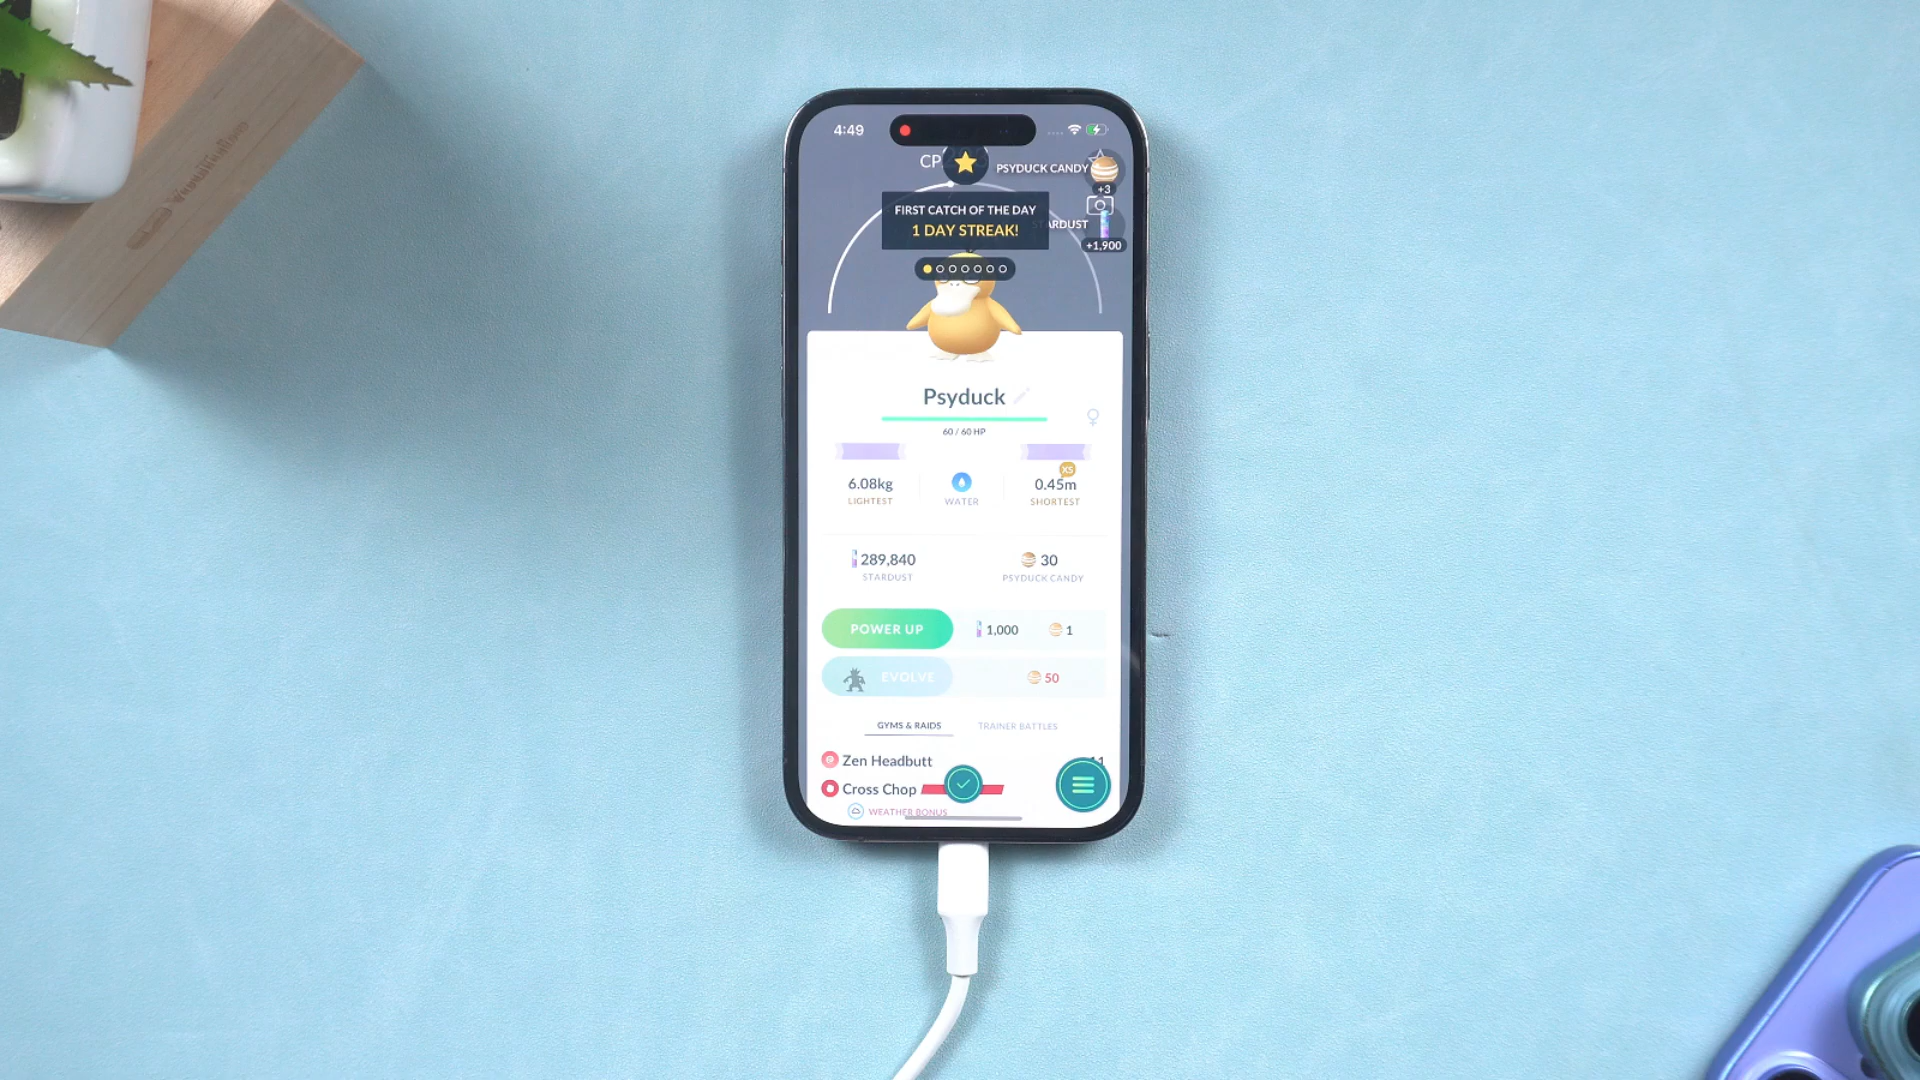 4:49
CP
PSYDUCK CANDY
+3
FIRST CATCH OF THE DAY
1 DAY STREAK!
STARDUST
+1,900
Psyduck
60 / 60 HP
XS
6.08kg
0.45m
LIGHTEST
WATER
SHORTEST
289,840
30
STARDUST
PSYDUCK CANDY
POWER UP
1,000
1
EVOLVE
50
GYMS & RAIDS
TRAINER BATTLES
Zen Headbutt
Cross Chop
WEATHER BONUS